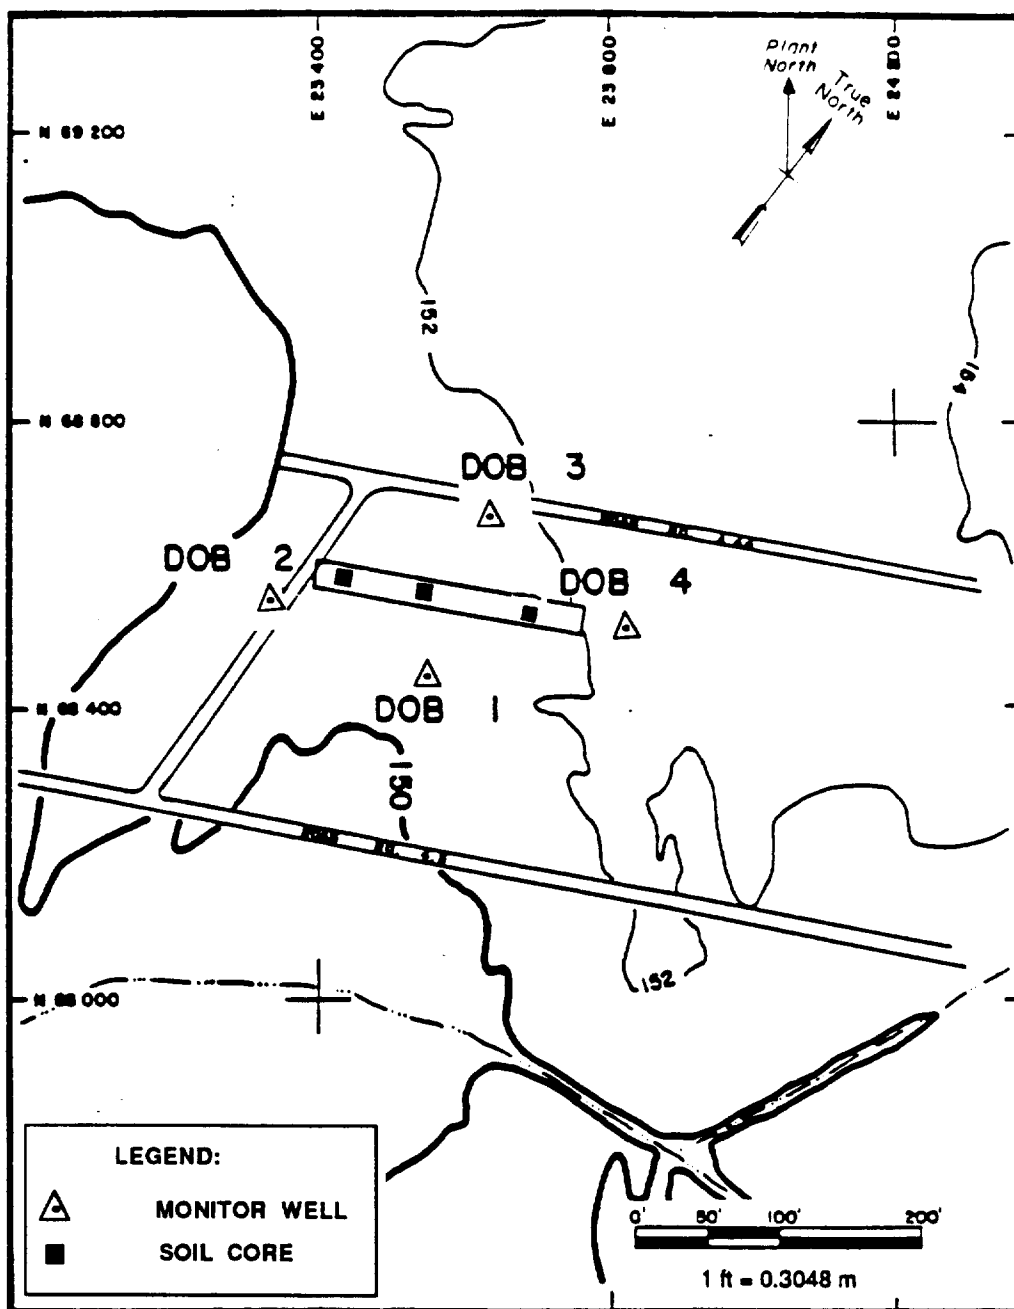 E 23 400
E 23 800
E 24 200
Plant
North
True
North
N 69 200
152
154
N 68 800
DOB 3
DOB 2
DOB 4
DOB 1
N 68 400
150
152
N 68 000
LEGEND:
MONITOR WELL
SOIL CORE
0' 50' 100' 200'
1 ft = 0.3048 m